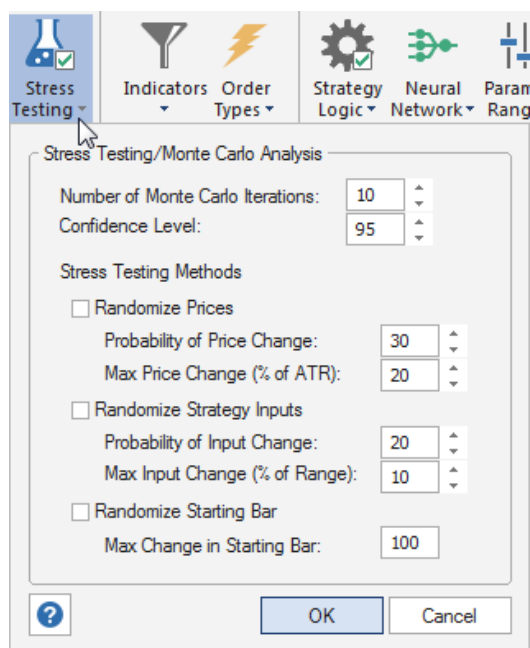 Stress Testing
Indicators
Order Types
Strategy Logic
Neural Network
Param
Rang
Stress Testing/Monte Carlo Analysis
Number of Monte Carlo Iterations: 10
Confidence Level: 95
Stress Testing Methods
Randomize Prices
Probability of Price Change: 30
Max Price Change (% of ATR): 20
Randomize Strategy Inputs
Probability of Input Change: 20
Max Input Change (% of Range): 10
Randomize Starting Bar
Max Change in Starting Bar: 100
? OK Cancel